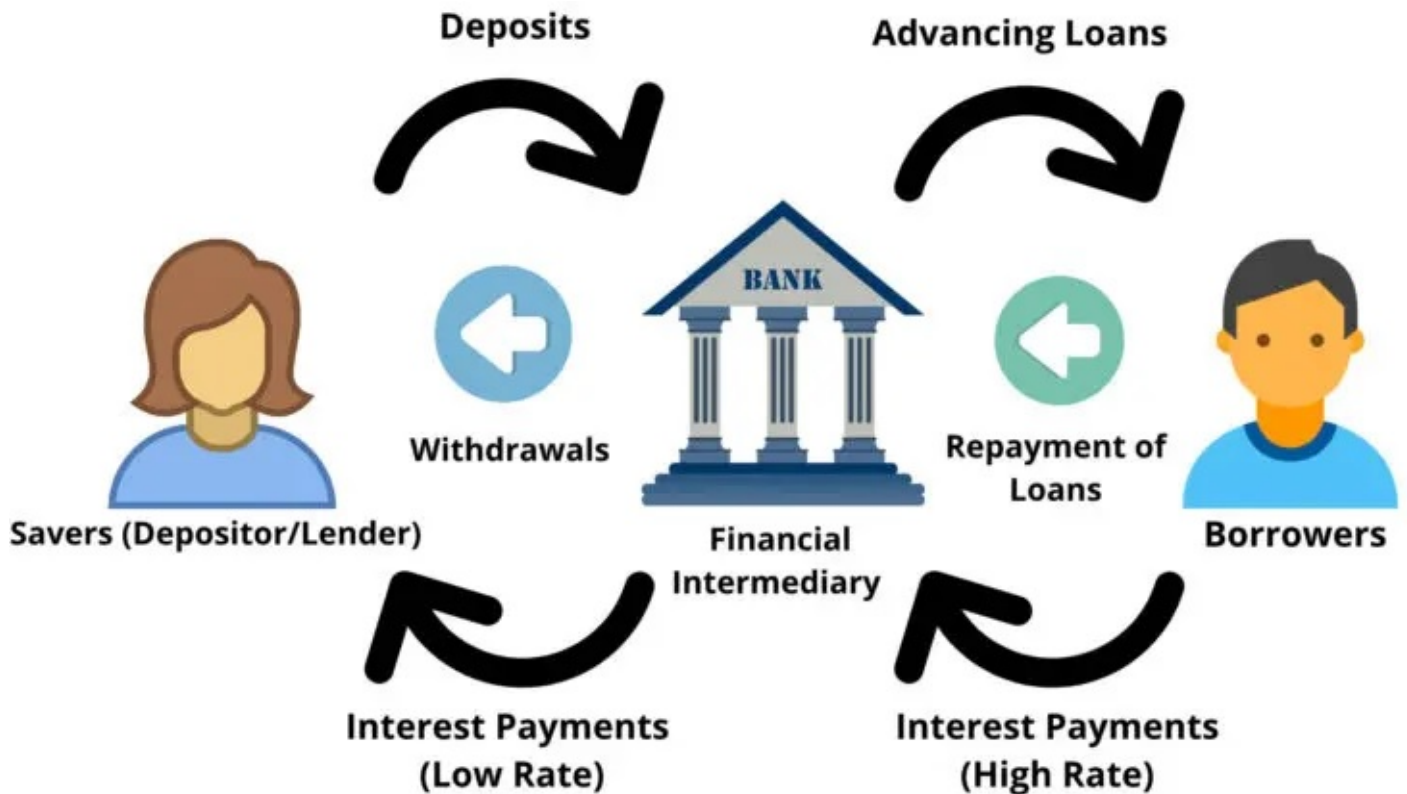 Deposits
Advancing Loans
BANK
Withdrawals
Repayment of
Loans
Savers (Depositor/Lender)
Financial
Intermediary
Borrowers
Interest Payments
(Low Rate)
Interest Payments
(High Rate)